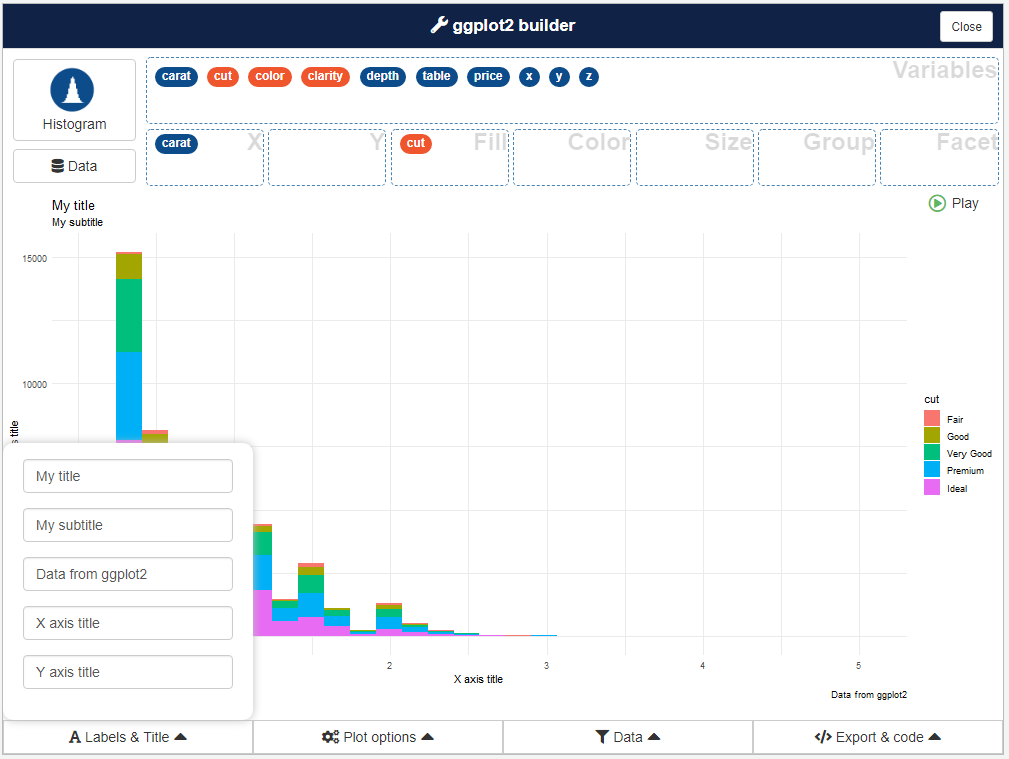 ggplot2 builder
Close
Histogram
Data
carat cut color clarity depth table price x y z
Variables
carat X
Y
cut Fill
Color
Size
Group
Facet
My title
My subtitle
Play
15000
10000
title
cut
Fair
Good
Very Good
Premium
Ideal
My title
My subtitle
Data from ggplot2
X axis title
Y axis title
2 3 4 5
X axis title
Data from ggplot2
Labels & Title
Plot options
Data
Export & code